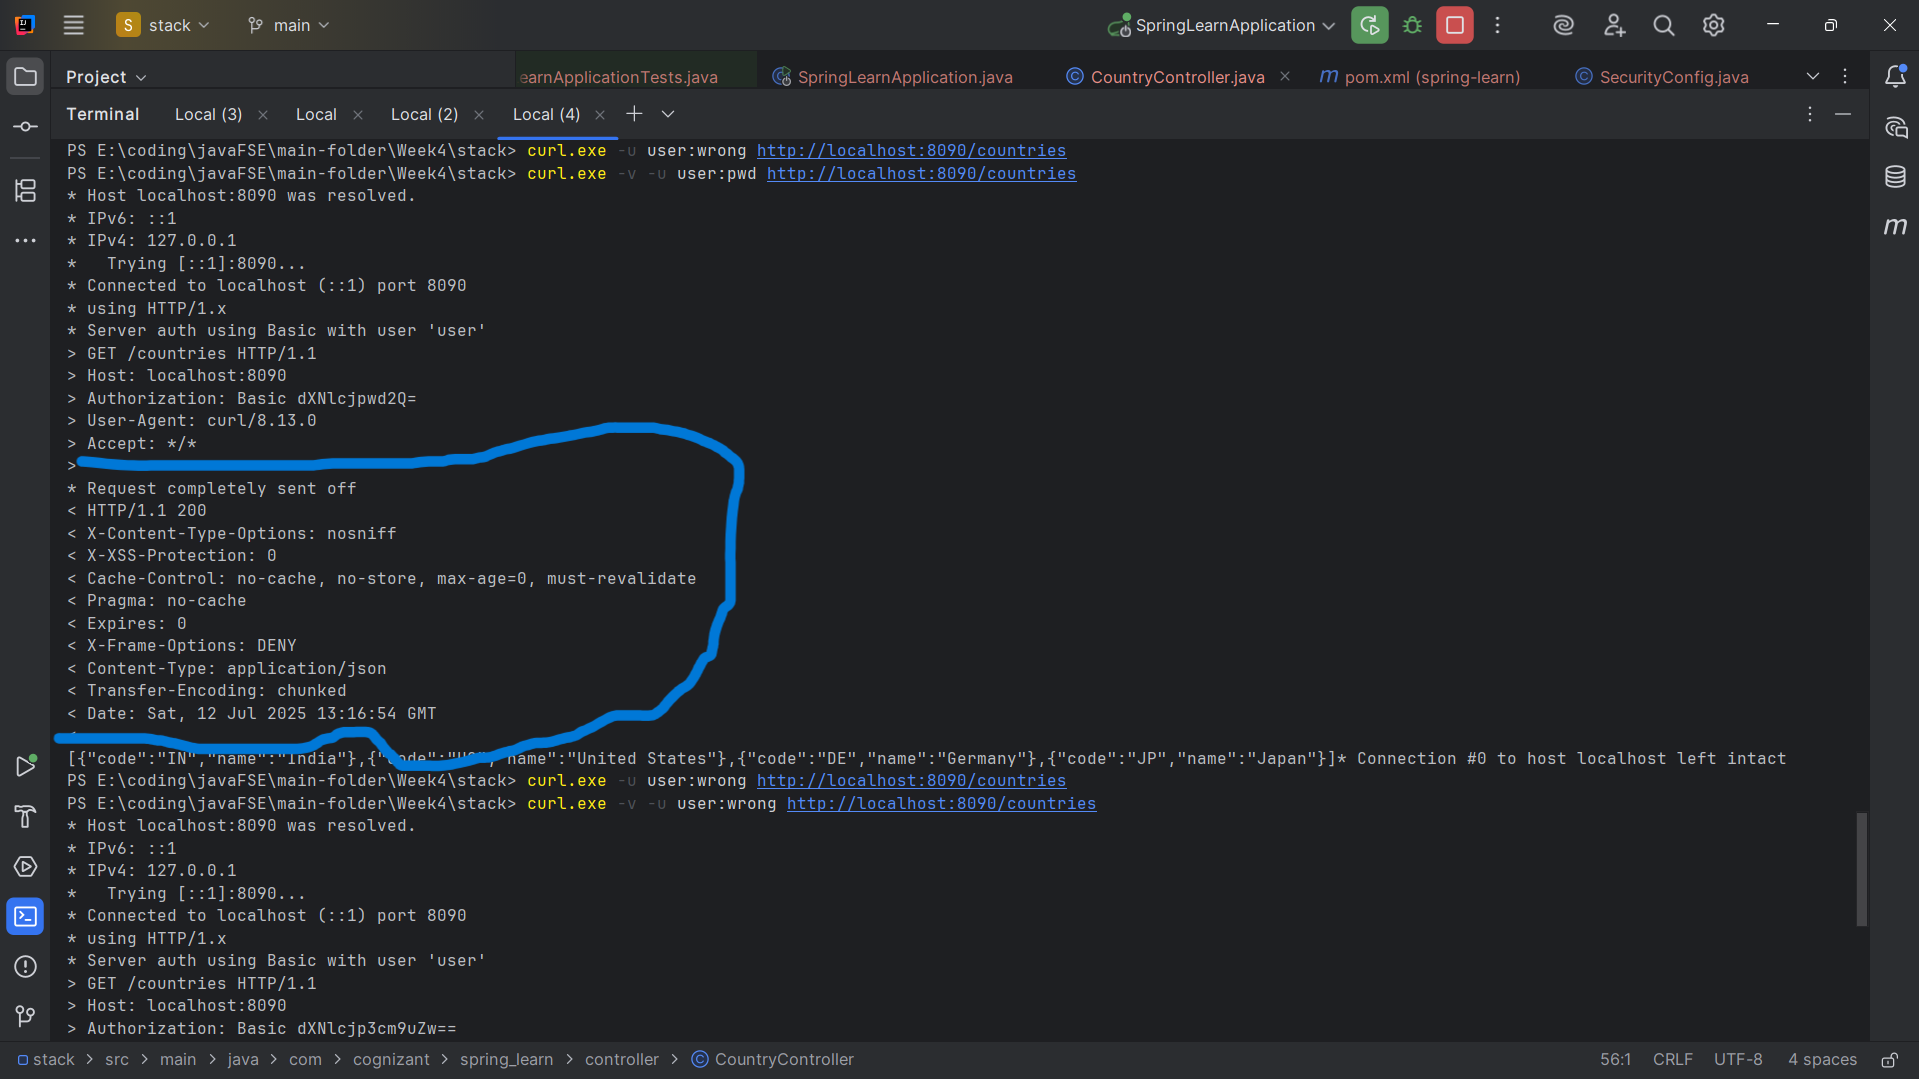 S stack main SpringLearnApplication
Project earnApplicationTests.java SpringLearnApplication.java CountryController.java pom.xml (spring-learn) SecurityConfig.java
Terminal Local (3) Local Local (2) Local (4)
PS E:\coding\javaFSE\main-folder\Week4\stack> curl.exe -u user:wrong http://localhost:8090/countries
PS E:\coding\javaFSE\main-folder\Week4\stack> curl.exe -v -u user:pwd http://localhost:8090/countries
* Host localhost:8090 was resolved.
* IPv6: ::1
* IPv4: 127.0.0.1
*   Trying [::1]:8090...
* Connected to localhost (::1) port 8090
* using HTTP/1.x
* Server auth using Basic with user 'user'
> GET /countries HTTP/1.1
> Host: localhost:8090
> Authorization: Basic dXNlcjpwd2Q=
> User-Agent: curl/8.13.0
> Accept: */*
>
* Request completely sent off
< HTTP/1.1 200
< X-Content-Type-Options: nosniff
< X-XSS-Protection: 0
< Cache-Control: no-cache, no-store, max-age=0, must-revalidate
< Pragma: no-cache
< Expires: 0
< X-Frame-Options: DENY
< Content-Type: application/json
< Transfer-Encoding: chunked
< Date: Sat, 12 Jul 2025 13:16:54 GMT
[{"code":"IN","name":"India"},{"code":"US","name":"United States"},{"code":"DE","name":"Germany"},{"code":"JP","name":"Japan"}]* Connection #0 to host localhost left intact
PS E:\coding\javaFSE\main-folder\Week4\stack> curl.exe -u user:wrong http://localhost:8090/countries
PS E:\coding\javaFSE\main-folder\Week4\stack> curl.exe -v -u user:wrong http://localhost:8090/countries
* Host localhost:8090 was resolved.
* IPv6: ::1
* IPv4: 127.0.0.1
*   Trying [::1]:8090...
* Connected to localhost (::1) port 8090
* using HTTP/1.x
* Server auth using Basic with user 'user'
> GET /countries HTTP/1.1
> Host: localhost:8090
> Authorization: Basic dXNlcjp3cm9uZw==
stack > src > main > java > com > cognizant > spring_learn > controller > CountryController 56:1 CRLF UTF-8 4 spaces